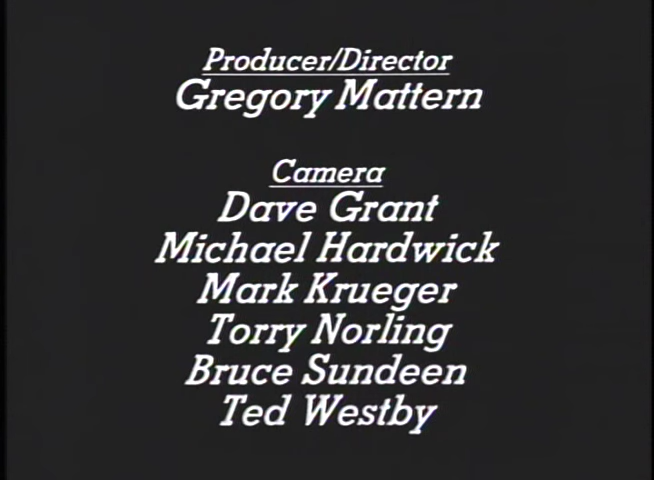 Producer/Director
Gregory Mattern
Camera
Dave Grant
Michael Hardwick
Mark Krueger
Torry Norling
Bruce Sundeen
Ted Westby